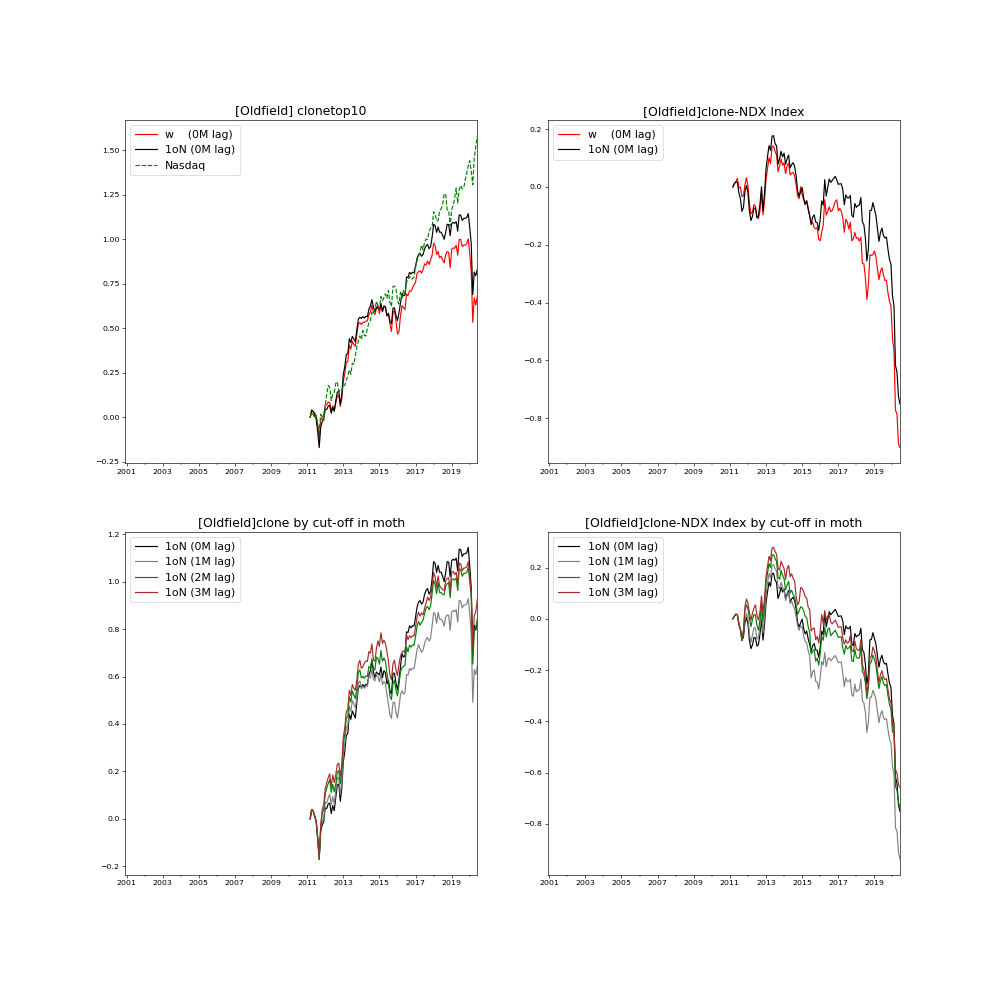 [Oldfield] clonetop10
w (0M lag)
1oN (0M lag)
Nasdaq
1.50
1.25
1.00
0.75
0.50
0.25
0.00
−0.25
2001 2003 2005 2007 2009 2011 2013 2015 2017 2019
[Oldfield]clone-NDX Index
w (0M lag)
1oN (0M lag)
0.2
0.0
−0.2
−0.4
−0.6
−0.8
2001 2003 2005 2007 2009 2011 2013 2015 2017 2019
[Oldfield]clone by cut-off in moth
1oN (0M lag)
1oN (1M lag)
1oN (2M lag)
1oN (3M lag)
1.2
1.0
0.8
0.6
0.4
0.2
0.0
−0.2
2001 2003 2005 2007 2009 2011 2013 2015 2017 2019
[Oldfield]clone-NDX Index by cut-off in moth
1oN (0M lag)
1oN (1M lag)
1oN (2M lag)
1oN (3M lag)
0.2
0.0
−0.2
−0.4
−0.6
−0.8
2001 2003 2005 2007 2009 2011 2013 2015 2017 2019